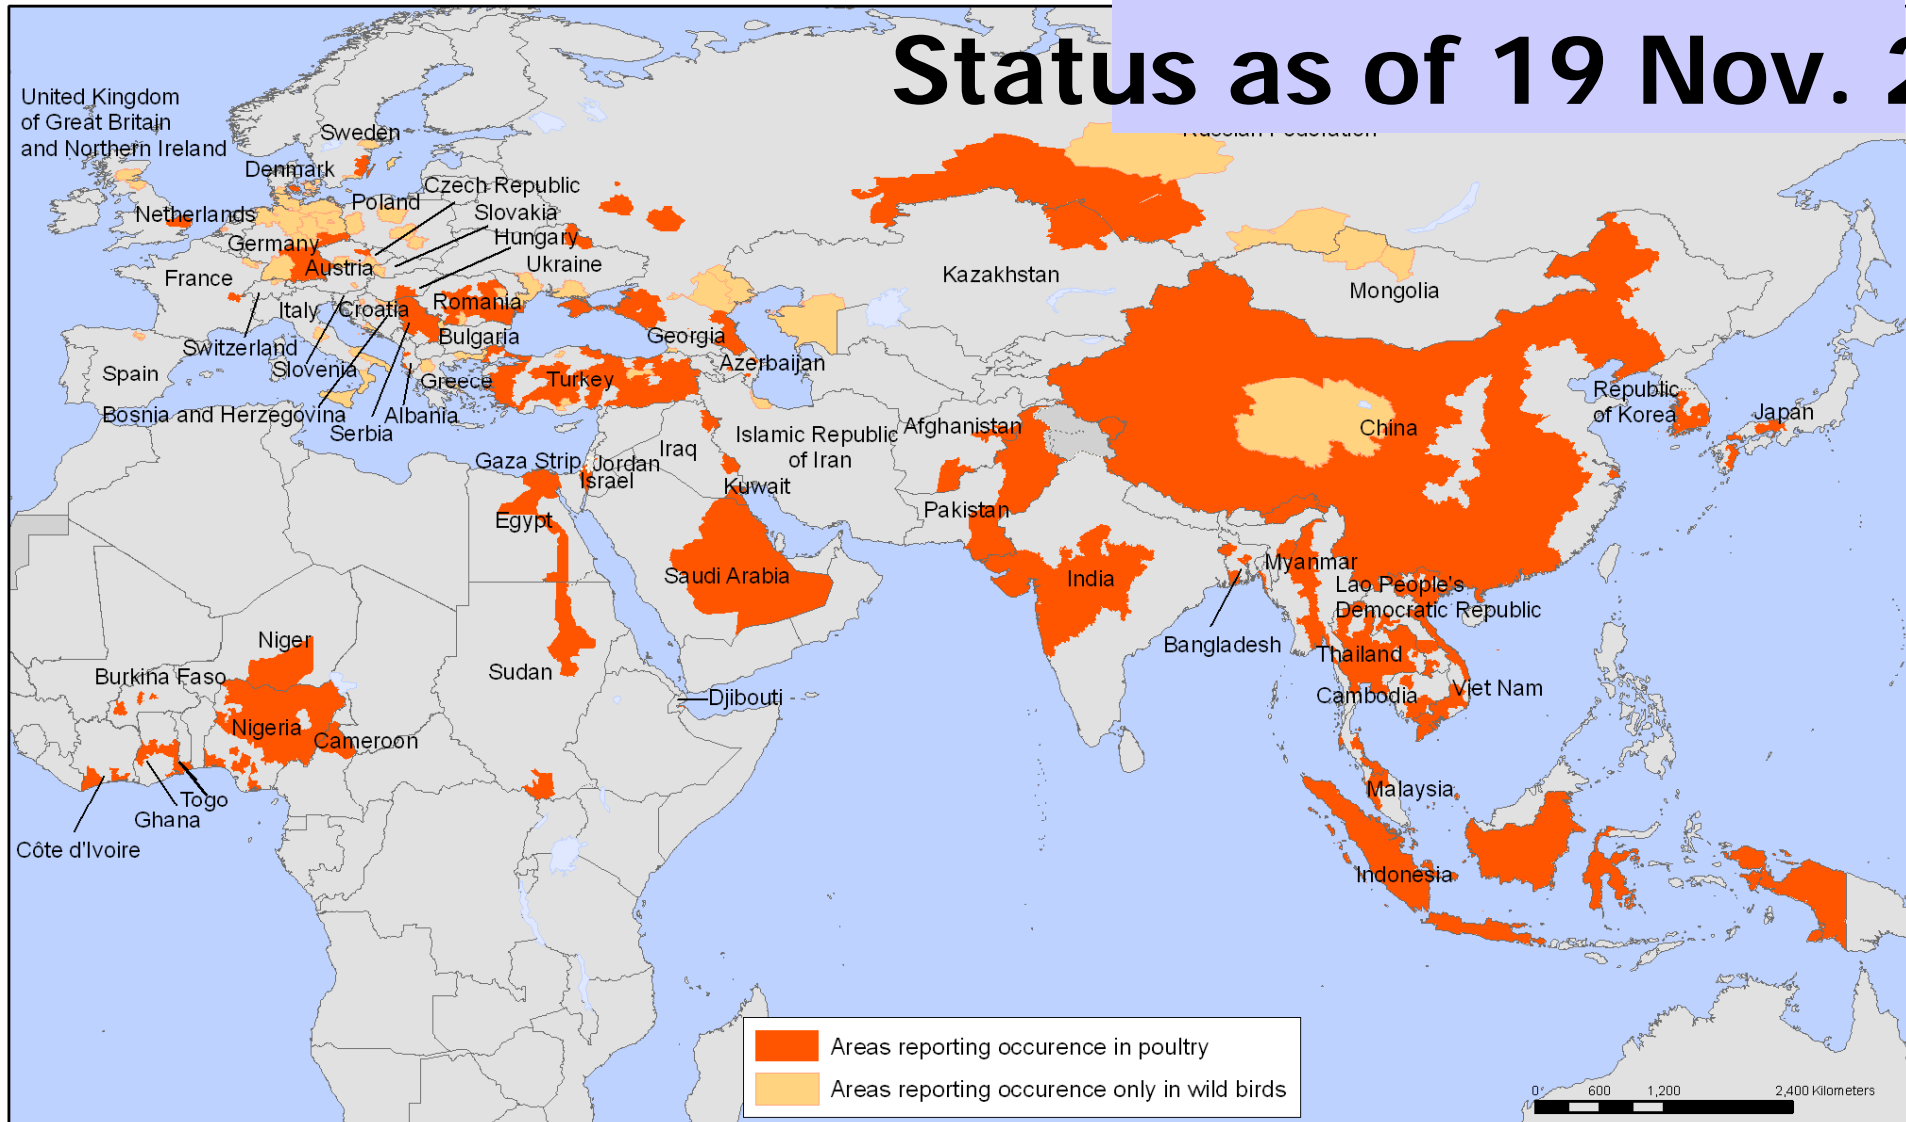 Status as of 19 Nov. 2
Russian Federation
United Kingdom
of Great Britain
and Northern Ireland
Sweden
Denmark
Czech Republic
Poland
Netherlands
Slovakia
Hungary
Germany
Ukraine
Austria
France
Kazakhstan
Mongolia
Romania
Italy
Croatia
Georgia
Bulgaria
Switzerland
Azerbaijan
Slovenia
Spain
Turkey
Greece
Republic
of Korea
Japan
Bosnia and Herzegovina
Albania
Serbia
China
Afghanistan
Islamic Republic
of Iran
Iraq
Gaza Strip
Jordan
Israel
Kuwait
Pakistan
Egypt
Myanmar
Saudi Arabia
India
Lao People's
Democratic Republic
Bangladesh
Niger
Thailand
Sudan
Burkina Faso
Djibouti
Cambodia
Viet Nam
Nigeria
Cameroon
Malaysia
Togo
Ghana
Côte d'Ivoire
Indonesia
Areas reporting occurence in poultry
Areas reporting occurence only in wild birds
0 600 1,200 2,400 Kilometers